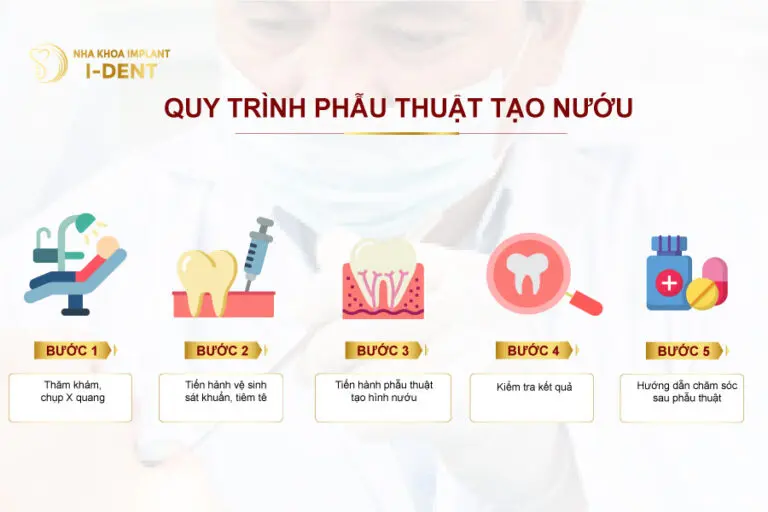 NHA KHOA IMPLANT
I-DENT
QUY TRÌNH PHẪU THUẬT TẠO NƯỚU
BƯỚC 1
Thăm khám,
chụp X quang
BƯỚC 2
Tiến hành vệ sinh
sát khuẩn, tiêm tê
BƯỚC 3
Tiến hành phẫu thuật
tạo hình nướu
BƯỚC 4
Kiểm tra kết quả
BƯỚC 5
Hướng dẫn chăm sóc
sau phẫu thuật